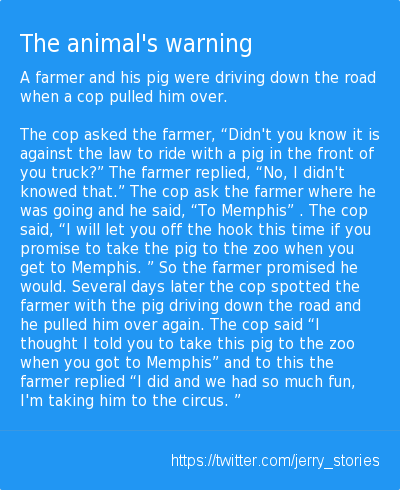 The animal's warning
A farmer and his pig were driving down the road
when a cop pulled him over.
The cop asked the farmer, “Didn't you know it is
against the law to ride with a pig in the front of
you truck?” The farmer replied, “No, I didn't
knowed that.” The cop ask the farmer where he
was going and he said, “To Memphis” . The cop
said, “I will let you off the hook this time if you
promise to take the pig to the zoo when you
get to Memphis. ” So the farmer promised he
would. Several days later the cop spotted the
farmer with the pig driving down the road and
he pulled him over again. The cop said “I
thought I told you to take this pig to the zoo
when you got to Memphis” and to this the
farmer replied “I did and we had so much fun,
I'm taking him to the circus. ”
https://twitter.com/jerry_stories